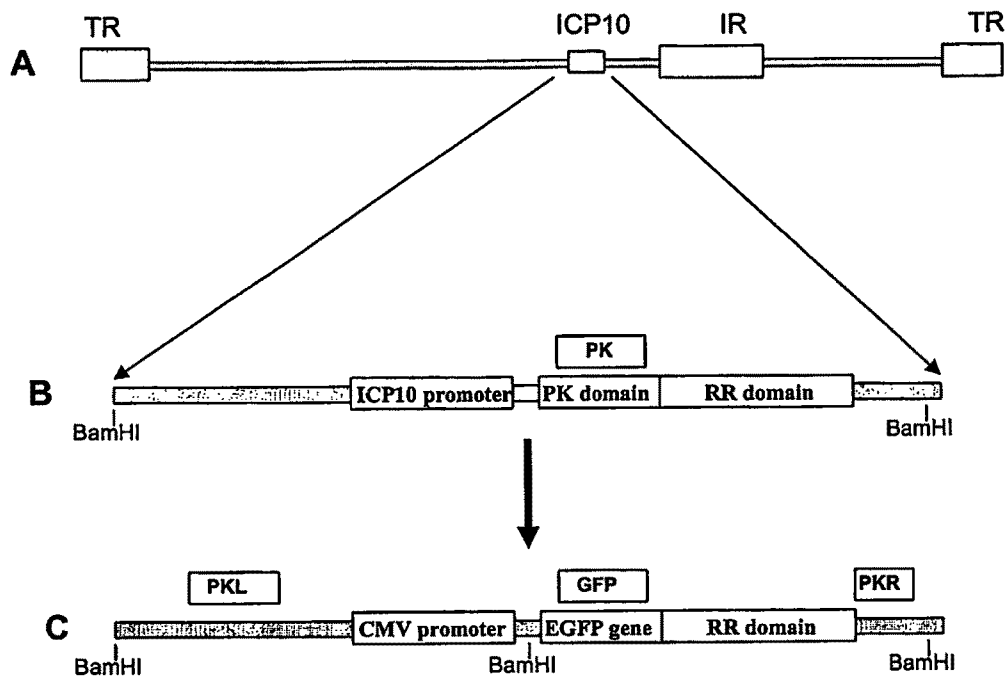 TR ICP10 IR TR
A
PK
B ICP10 promoter PK domain RR domain
BamHI BamHI
PKL GFP PKR
C CMV promoter EGFP gene RR domain
BamHI BamHI BamHI